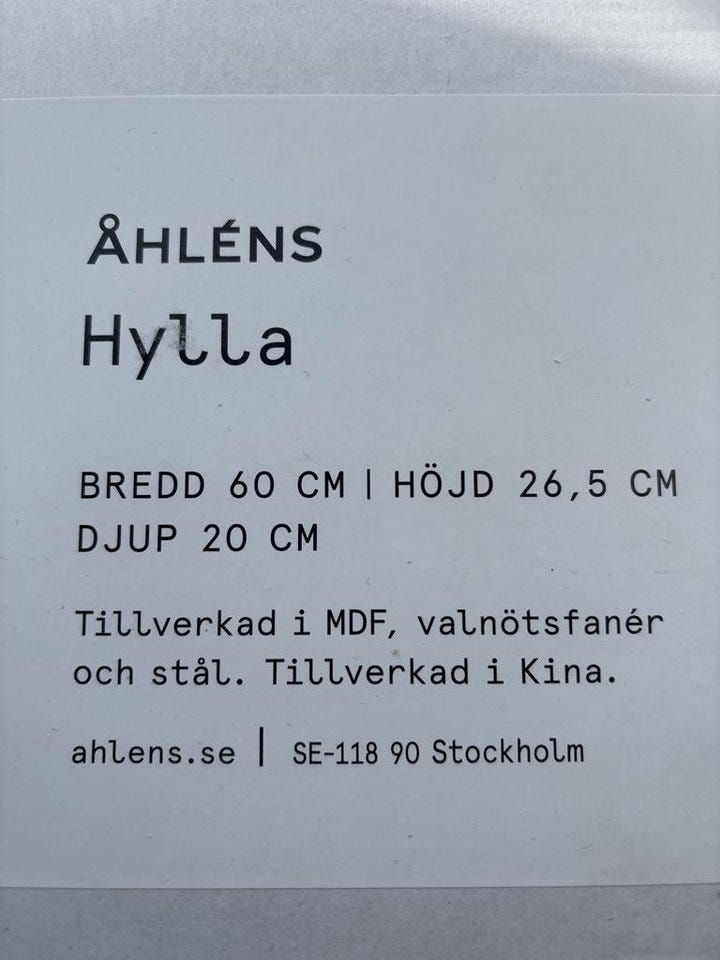 ÅHLÉNS
Hylla
BREDD 60 CM | HÖJD 26,5 CM
DJUP 20 CM
Tillverkad i MDF, valnötsfanér
och stål. Tillverkad i Kina.
ahlens.se | SE-118 90 Stockholm